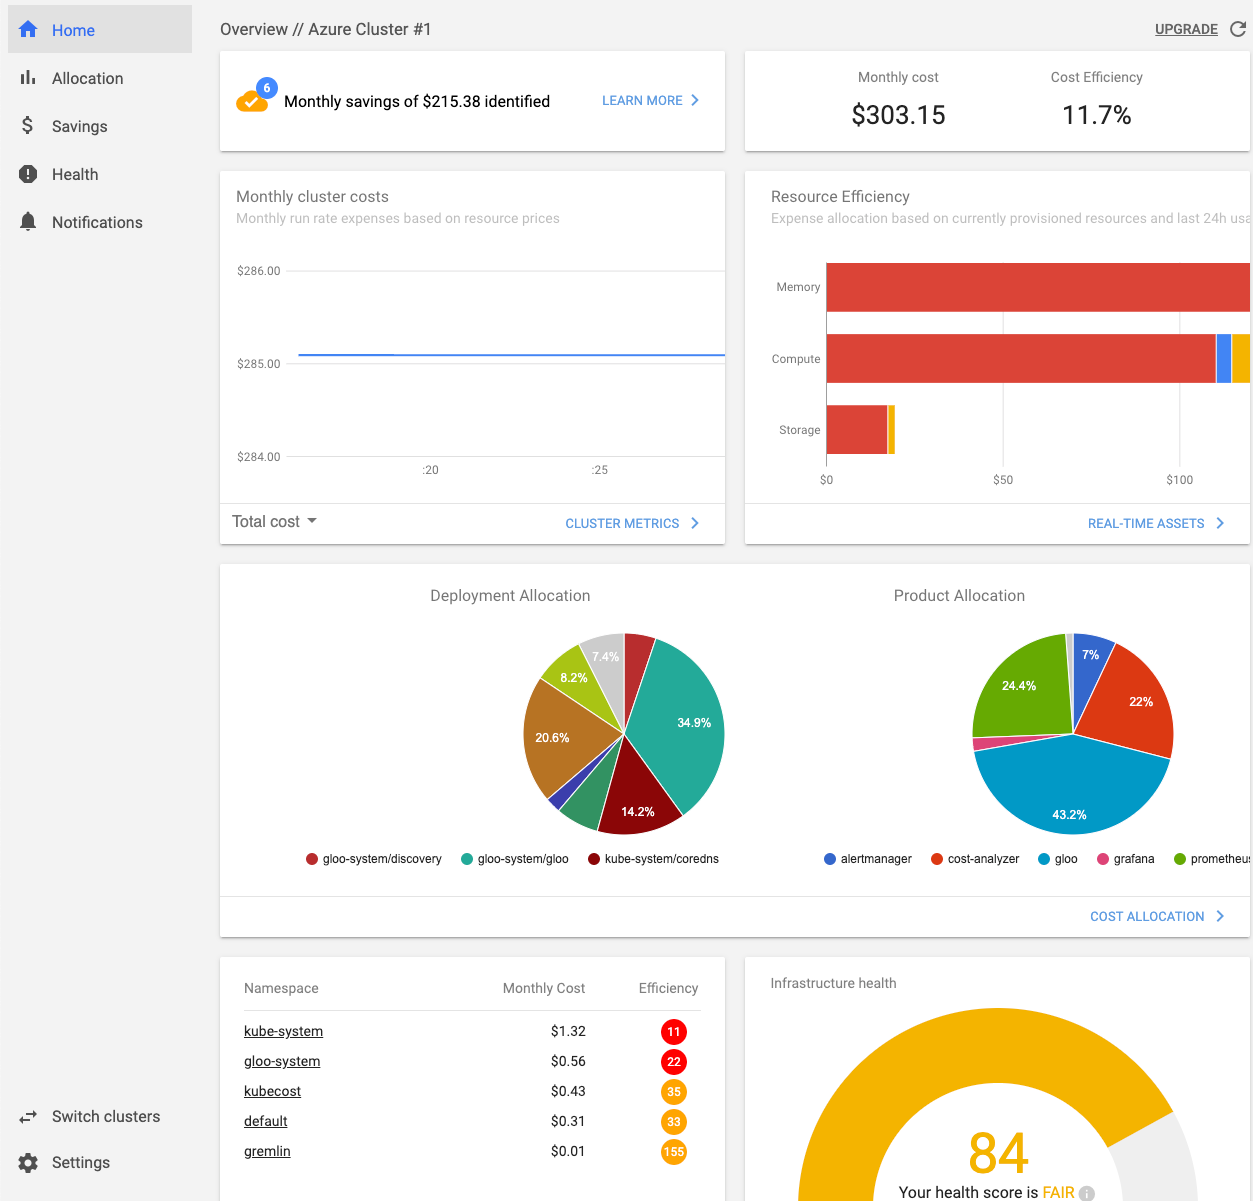 Home
Allocation
Savings
Health
Notifications
Switch clusters
Settings
Overview // Azure Cluster #1
UPGRADE
6
Monthly savings of $215.38 identified
LEARN MORE
Monthly cost
Cost Efficiency
$303.15
11.7%
Monthly cluster costs
Monthly run rate expenses based on resource prices
$286.00
$285.00
$284.00
:20
:25
Total cost
CLUSTER METRICS
Resource Efficiency
Expense allocation based on currently provisioned resources and last 24h usa
Memory
Compute
Storage
$0
$50
$100
REAL-TIME ASSETS
Deployment Allocation
7.4%
8.2%
34.9%
20.6%
14.2%
gloo-system/discovery
gloo-system/gloo
kube-system/coredns
Product Allocation
7%
24.4%
22%
43.2%
alertmanager
cost-analyzer
gloo
grafana
prometheus
COST ALLOCATION
Namespace Monthly Cost Efficiency
kube-system $1.32 11
gloo-system $0.56 22
kubecost $0.43 35
default $0.31 33
gremlin $0.01 155
Infrastructure health
84
Your health score is FAIR i